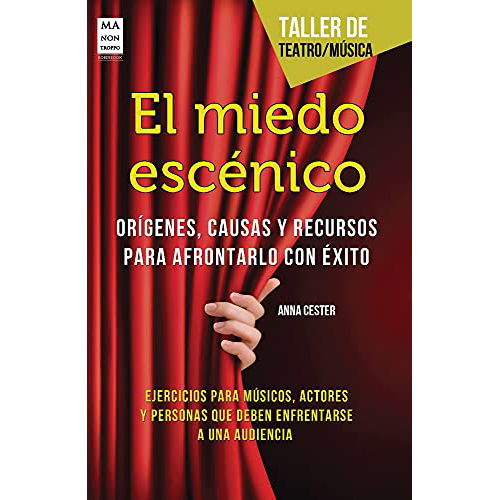 MA
NON
TROPPO
ROBINBOOK
TALLER DE
TEATRO/MÚSICA
El miedo
escénico
ORÍGENES, CAUSAS Y RECURSOS
PARA AFRONTARLO CON ÉXITO
ANNA CESTER
EJERCICIOS PARA MÚSICOS, ACTORES
Y PERSONAS QUE DEBEN ENFRENTARSE
A UNA AUDIENCIA